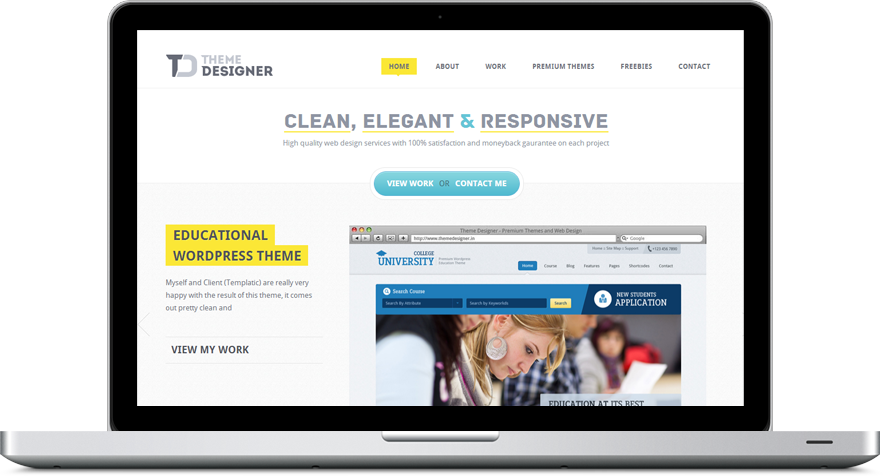 THEME
DESIGNER
HOME ABOUT WORK PREMIUM THEMES FREEBIES CONTACT
CLEAN, ELEGANT & RESPONSIVE
High quality web design services with 100% satisfaction and moneyback gaurantee on each project
VIEW WORK OR CONTACT ME
EDUCATIONAL
WORDPRESS THEME
Myself and Client (Templatic) are really very
happy with the result of this theme, it comes
out pretty clean and
VIEW MY WORK
Theme Designer - Premium Themes and Web Design
http://www.themedesigner.in
Google
Home Site Map Support +123 456 7890
COLLEGE
UNIVERSITY
Premium Wordpress
Education Theme
Home Course Blog Features Pages Shortcodes Contact
Search Course
Search By Attribute Search by Keywords Search
NEW STUDENTS
APPLICATION
EDUCATION AT ITS BEST